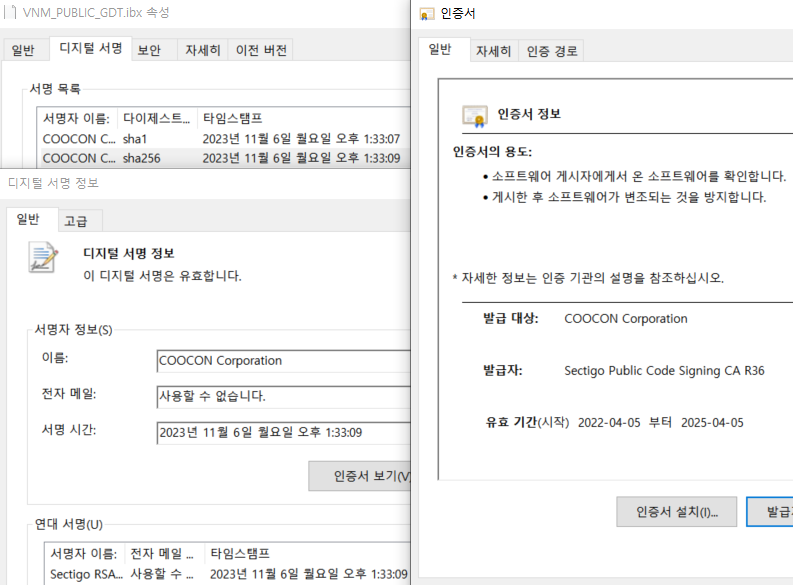 VNM_PUBLIC_GDT.ibx 속성
일반 디지털 서명 보안 자세히 이전 버전
서명 목록
서명자 이름: 다이제스트... 타임스탬프
COOCON C... sha1 2023년 11월 6일 월요일 오후 1:33:07
COOCON C... sha256 2023년 11월 6일 월요일 오후 1:33:09
디지털 서명 정보
일반 고급
디지털 서명 정보
이 디지털 서명은 유효합니다.
서명자 정보(S)
이름: COOCON Corporation
전자 메일: 사용할 수 없습니다.
서명 시간: 2023년 11월 6일 월요일 오후 1:33:09
인증서 보기(V)
연대 서명(U)
서명자 이름: 전자 메일 ... 타임스탬프
Sectigo RSA... 사용할 수 ... 2023년 11월 6일 월요일 오후 1:33:09
인증서
일반 자세히 인증 경로
인증서 정보
인증서의 용도:
• 소프트웨어 게시자에게서 온 소프트웨어를 확인합니다.
• 게시한 후 소프트웨어가 변조되는 것을 방지합니다.
* 자세한 정보는 인증 기관의 설명을 참조하십시오.
발급 대상: COOCON Corporation
발급자: Sectigo Public Code Signing CA R36
유효 기간(시작) 2022-04-05 부터 2025-04-05
인증서 설치(I)... 발급